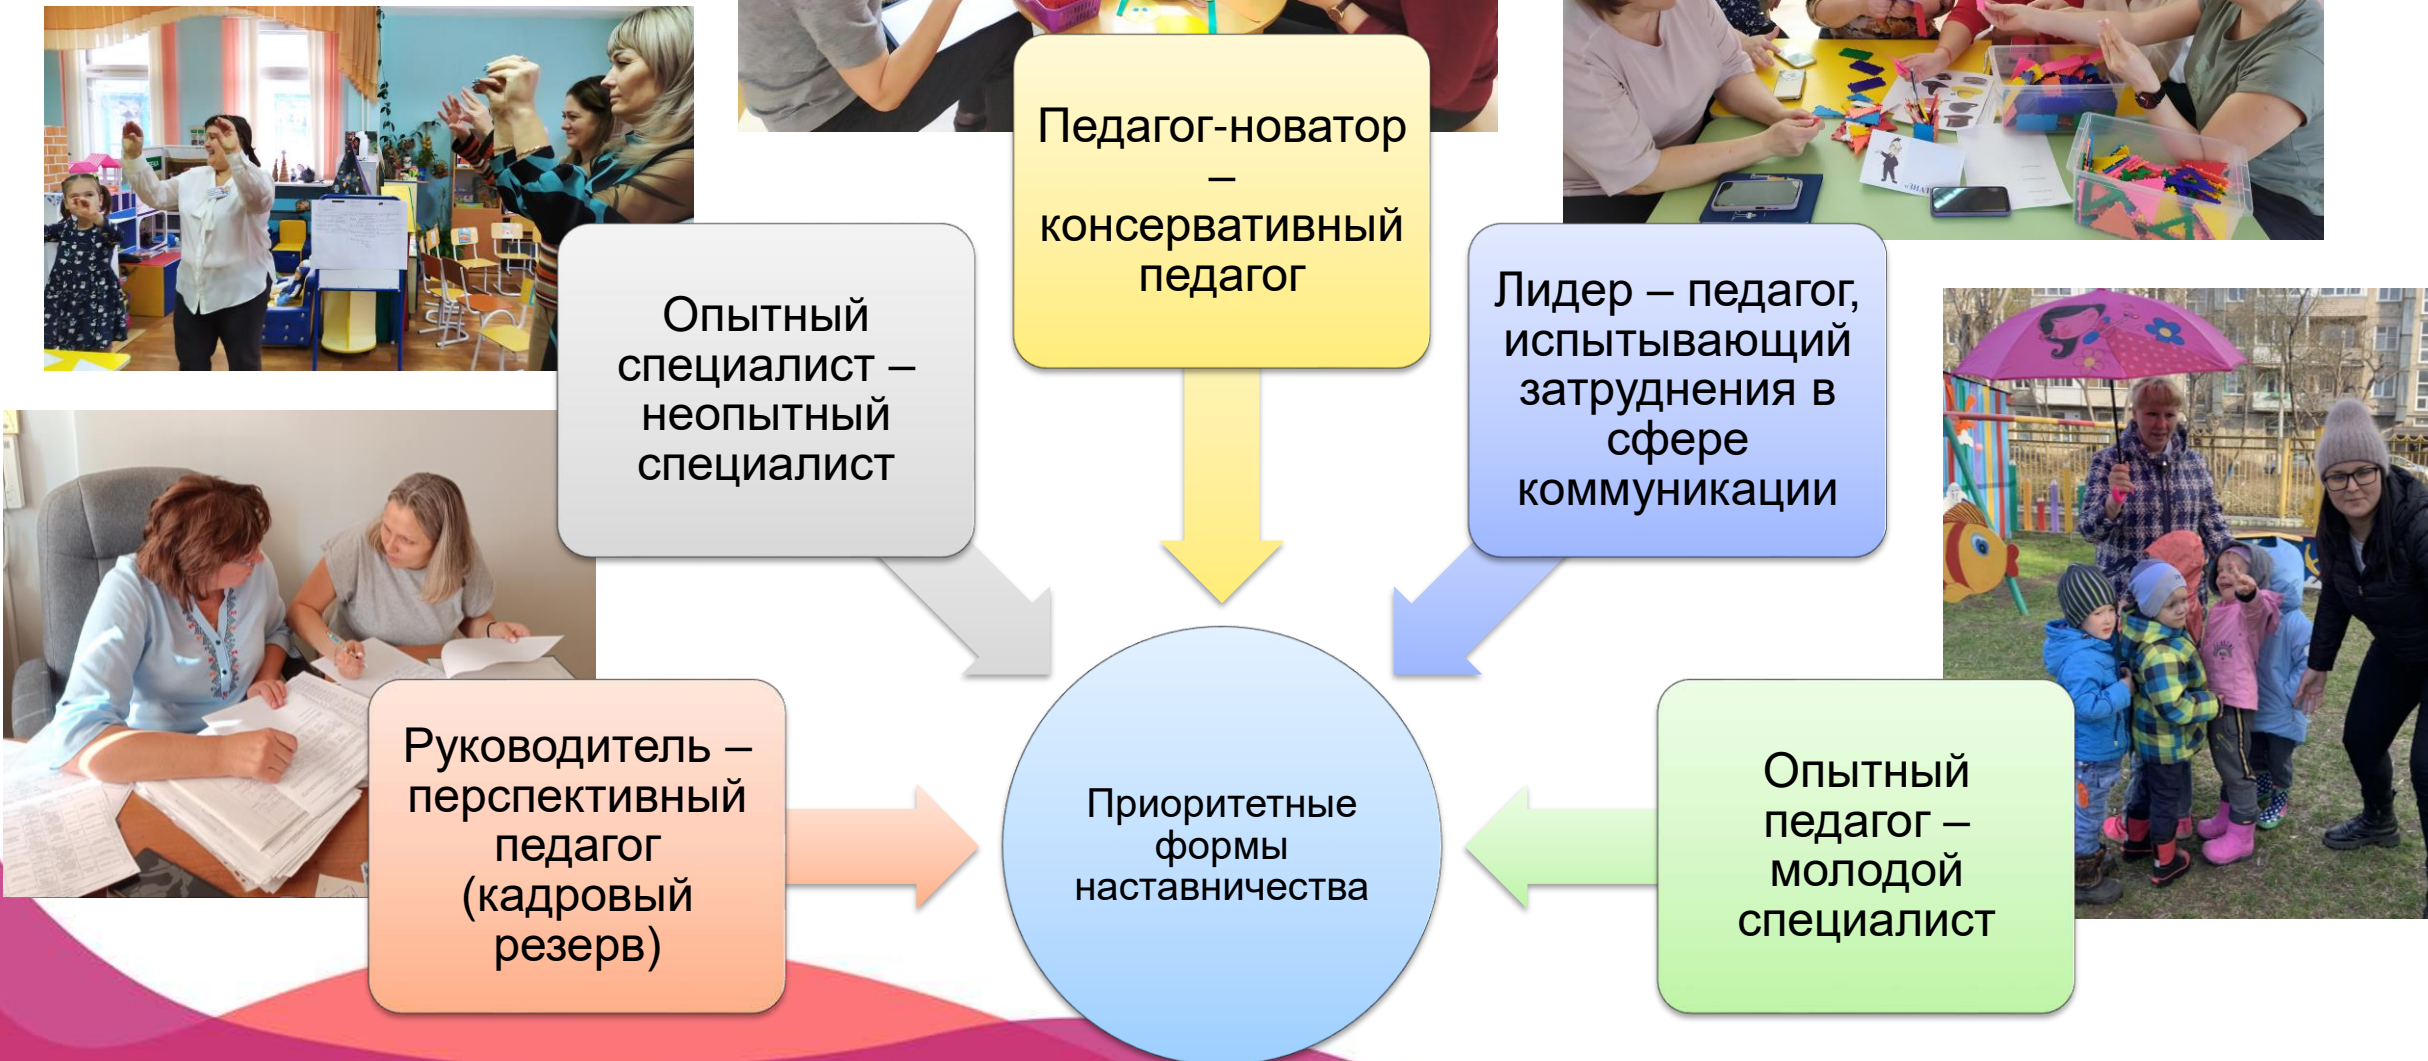 Педагог-новатор
–
консервативный
педагог
Опытный
специалист –
неопытный
специалист
Лидер – педагог,
испытывающий
затруднения в
сфере
коммуникации
Руководитель –
перспективный
педагог
(кадровый
резерв)
Приоритетные
формы
наставничества
Опытный
педагог –
молодой
специалист